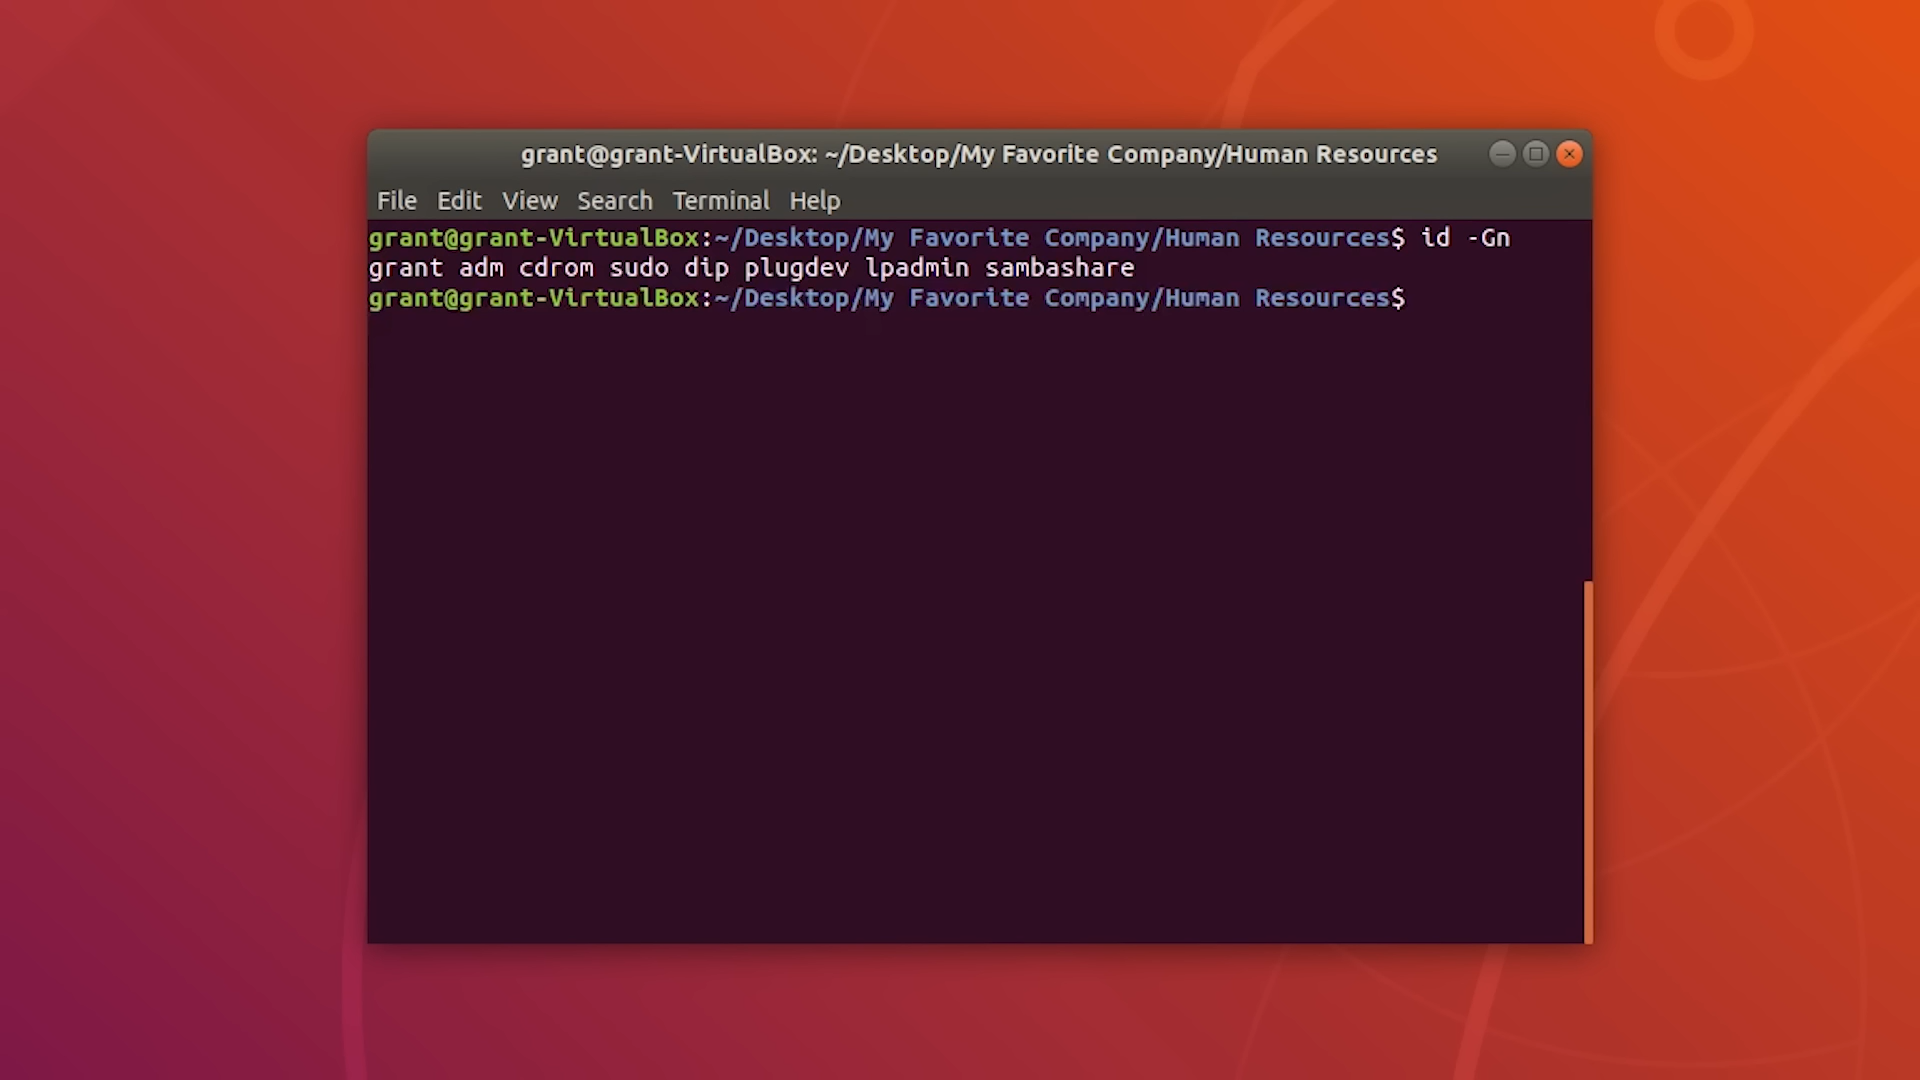 grant@grant-VirtualBox: ~/Desktop/My Favorite Company/Human Resources
File Edit View Search Terminal Help
grant@grant-VirtualBox:~/Desktop/My Favorite Company/Human Resources$ id -Gn
grant adm cdrom sudo dip plugdev lpadmin sambashare
grant@grant-VirtualBox:~/Desktop/My Favorite Company/Human Resources$